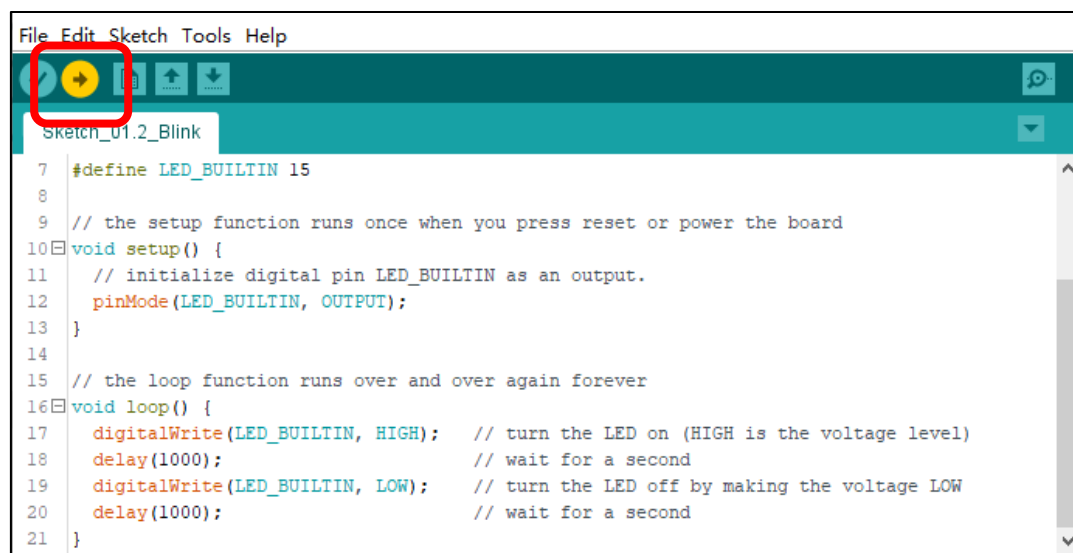 File Edit Sketch Tools Help
Sketch_01.2_Blink
7 #define LED_BUILTIN 15
8
9 // the setup function runs once when you press reset or power the board
10 void setup() {
11   // initialize digital pin LED_BUILTIN as an output.
12   pinMode(LED_BUILTIN, OUTPUT);
13 }
14
15 // the loop function runs over and over again forever
16 void loop() {
17   digitalWrite(LED_BUILTIN, HIGH);   // turn the LED on (HIGH is the voltage level)
18   delay(1000);                       // wait for a second
19   digitalWrite(LED_BUILTIN, LOW);    // turn the LED off by making the voltage LOW
20   delay(1000);                       // wait for a second
21 }